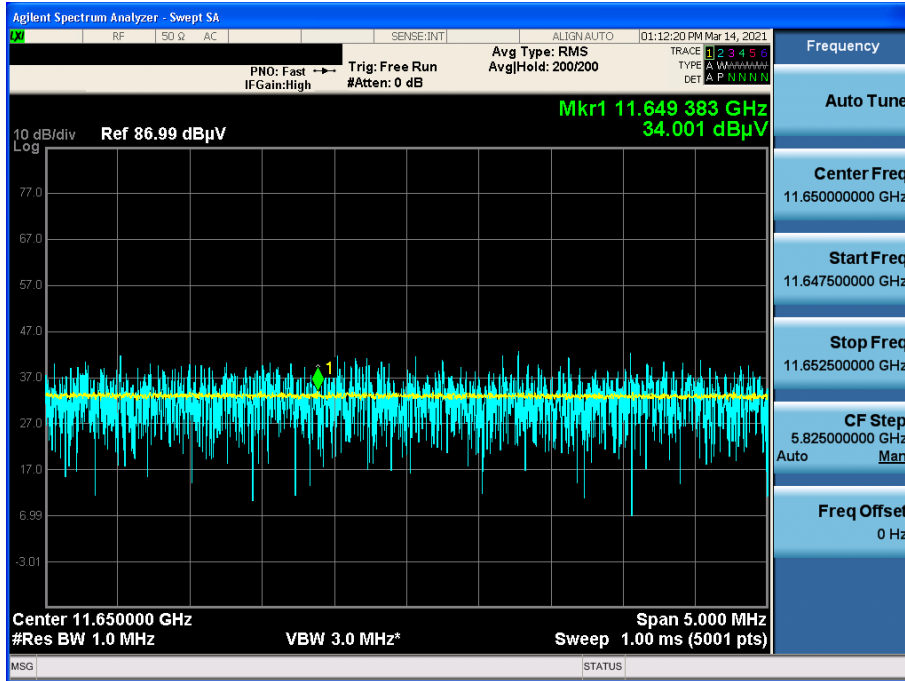 Agilent Spectrum Analyzer - Swept SA
LXI RF 50 Ω AC SENSE:INT ALIGN AUTO 01:12:20 PM Mar 14, 2021
Frequency
PNO: Fast Trig: Free Run Avg Type: RMS TRACE 1 2 3 4 5 6
IFGain:High #Atten: 0 dB Avg|Hold: 200/200 TYPE A WWWWW
DET A P N N N N
Auto Tune
Mkr1 11.649 383 GHz
34.001 dBµV
10 dB/div Ref 86.99 dBµV
Log
77.0
67.0
57.0
47.0
37.0
27.0
17.0
6.99
-3.01
1
Center Freq
11.650000000 GHz
Start Freq
11.647500000 GHz
Stop Freq
11.652500000 GHz
CF Step
5.825000000 GHz
Auto Man
Freq Offset
0 Hz
Center 11.650000 GHz Span 5.000 MHz
#Res BW 1.0 MHz VBW 3.0 MHz* Sweep 1.00 ms (5001 pts)
MSG STATUS